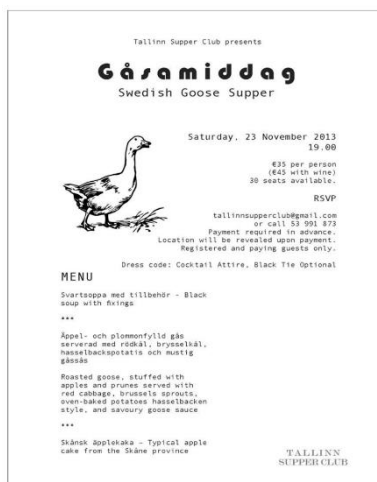 Tallinn Supper Club presents
Gåsamiddag
Swedish Goose Supper
Saturday, 23 November 2013
19.00
€35 per person
(€45 with wine)
30 seats available.
RSVP
tallinnsupperclub@gmail.com
or call 53 991 873
Payment required in advance.
Location will be revealed upon payment.
Registered and paying guests only.
Dress code: Cocktail Attire, Black Tie Optional
MENU
Svartsoppa med tillbehör - Black
soup with fixings
***
Äppel- och plommonfylld gås
serverad med rödkål, brysselkål,
hasselbackspotatis och mustig
gåssås
Roasted goose, stuffed with
apples and prunes served with
red cabbage, brussels sprouts,
oven-baked potatoes hasselbacken
style, and savoury goose sauce
***
Skånsk äpplekaka - Typical apple
cake from the Skåne province
TALLINN
SUPPER CLUB